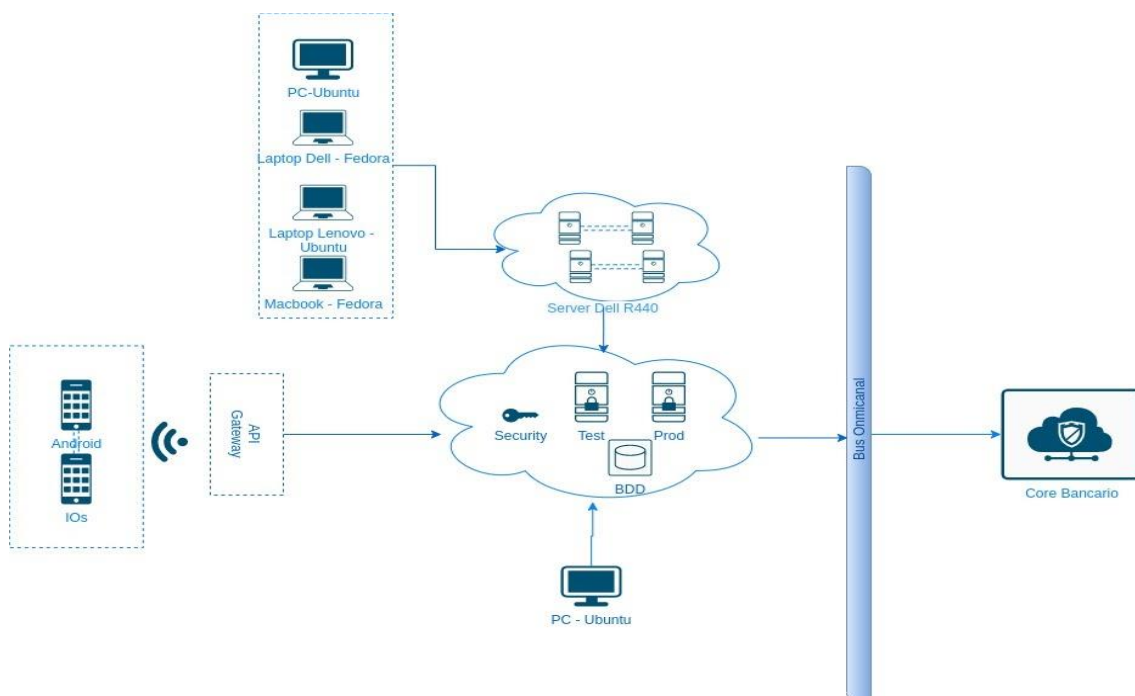 PC-Ubuntu
Laptop Dell - Fedora
Laptop Lenovo -
Ubuntu
Macbook - Fedora
Server Dell R440
Android
IOs
API
Gateway
Security
Test
Prod
BDD
PC - Ubuntu
Bus Onmicanal
Core Bancario